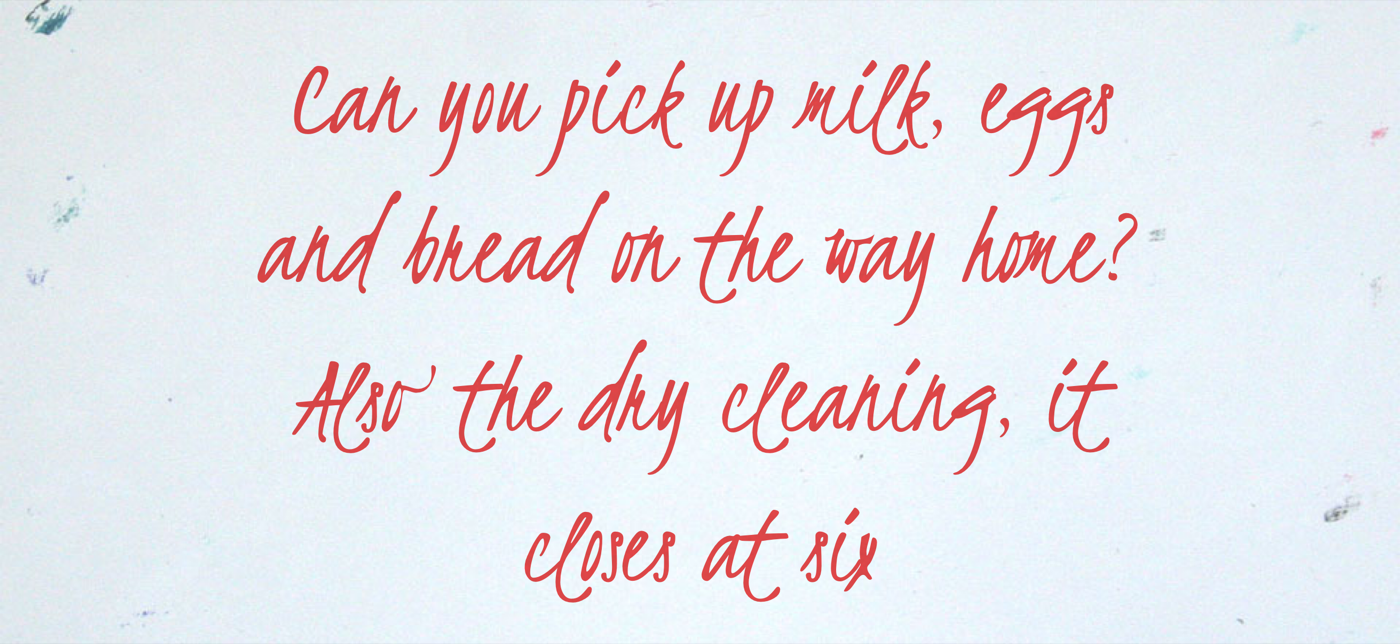 Can you pick up milk, eggs
and bread on the way home?
Also the dry cleaning, it
closes at six